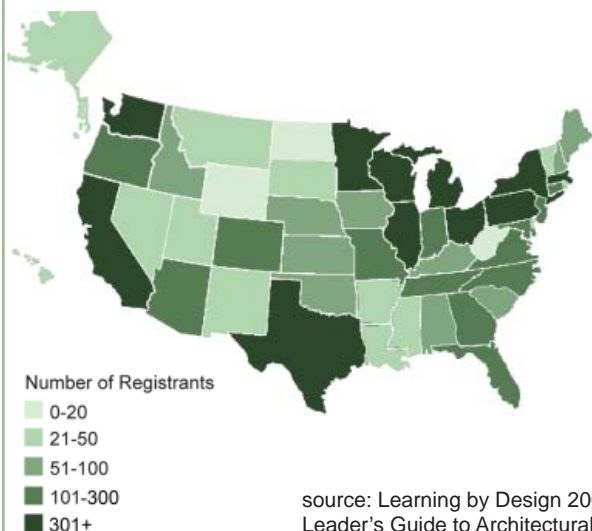 Number of Registrants
0-20
21-50
51-100
101-300
301+
source: Learning by Design
Leader's Guide to Architectural